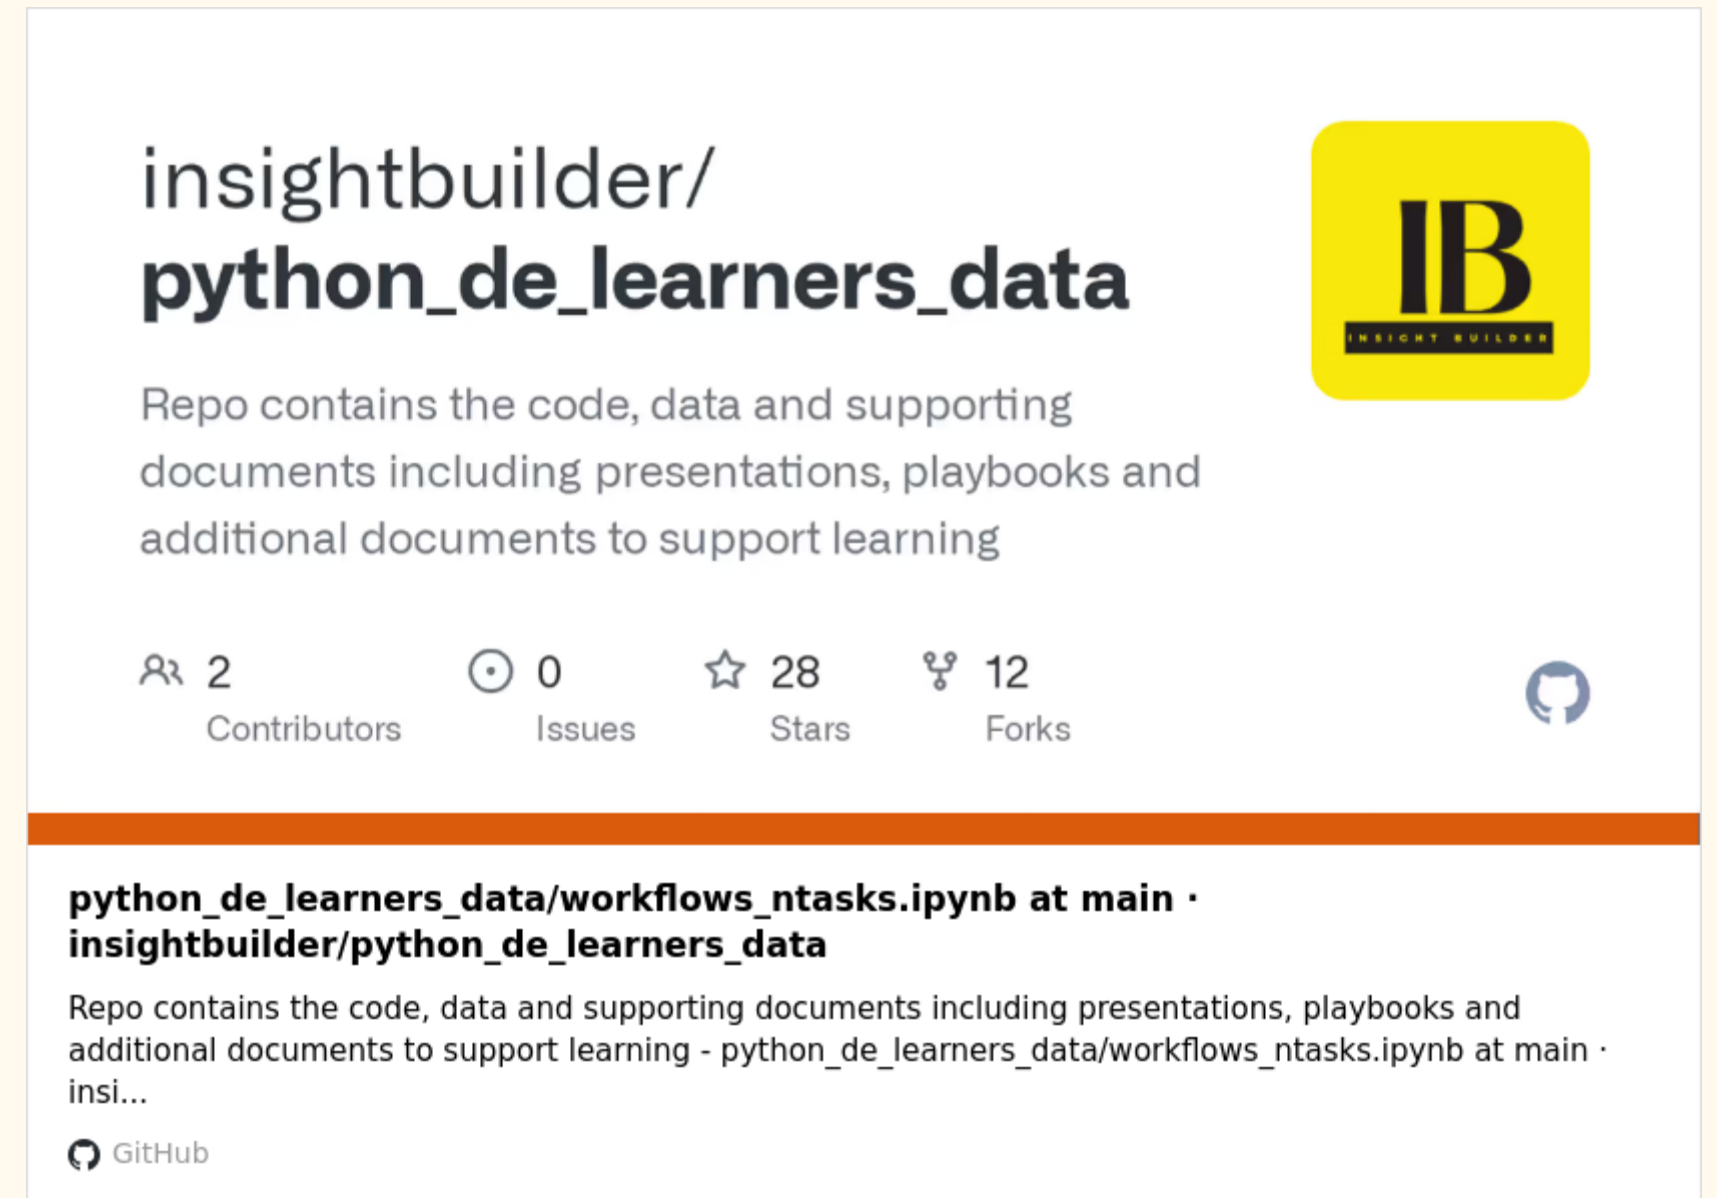 insightbuilder/
python_de_learners_data
IB
INSIGHT BUILDER
Repo contains the code, data and supporting
documents including presentations, playbooks and
additional documents to support learning
2
Contributors
0
Issues
28
Stars
12
Forks
python_de_learners_data/workflows_ntasks.ipynb at main ·
insightbuilder/python_de_learners_data
Repo contains the code, data and supporting documents including presentations, playbooks and
additional documents to support learning - python_de_learners_data/workflows_ntasks.ipynb at main ·
insi...
GitHub